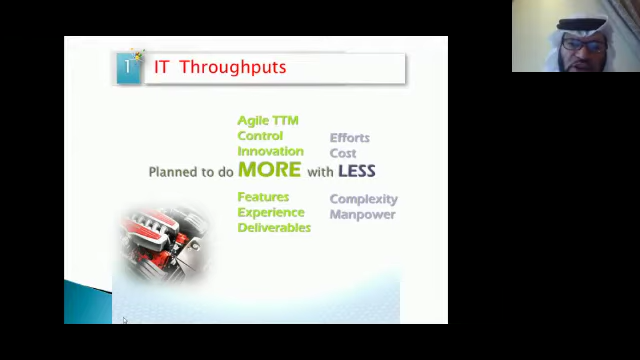 1 IT Throughputs
Agile TTM
Control
Efforts
Innovation
Cost
Planned to do MORE with LESS
Features
Complexity
Experience
Manpower
Deliverables